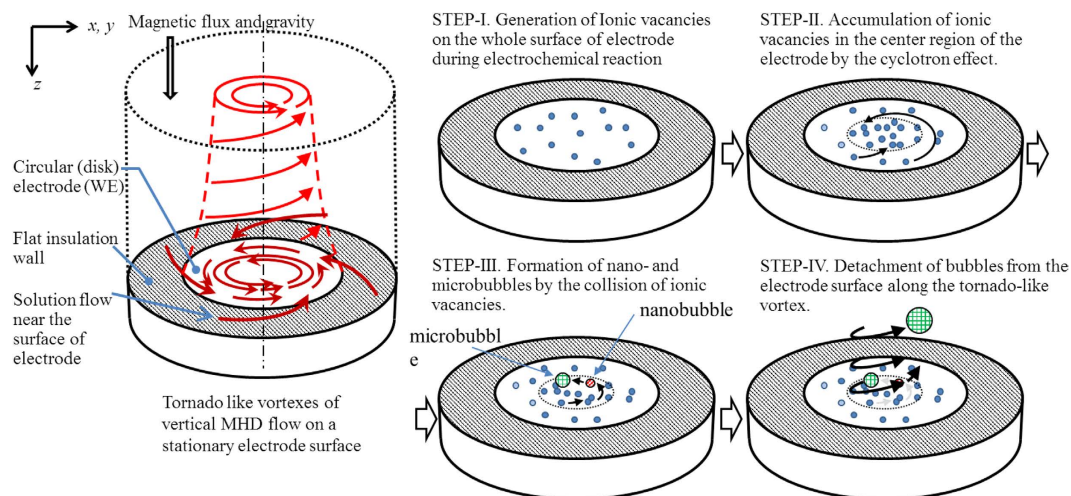 x, y
z
Magnetic flux and gravity
Circular (disk)
electrode (WE)
Flat insulation
wall
Solution flow
near the
surface of
electrode
Tornado like vortexes of
vertical MHD flow on a
stationary electrode surface
STEP-I. Generation of Ionic vacancies
on the whole surface of electrode
during electrochemical reaction
STEP-II. Accumulation of ionic
vacancies in the center region of the
electrode by the cyclotron effect.
STEP-III. Formation of nano- and
microbubbles by the collision of ionic
vacancies.
nanobubble
microbubbl
e
STEP-IV. Detachment of bubbles from the
electrode surface along the tornado-like
vortex.